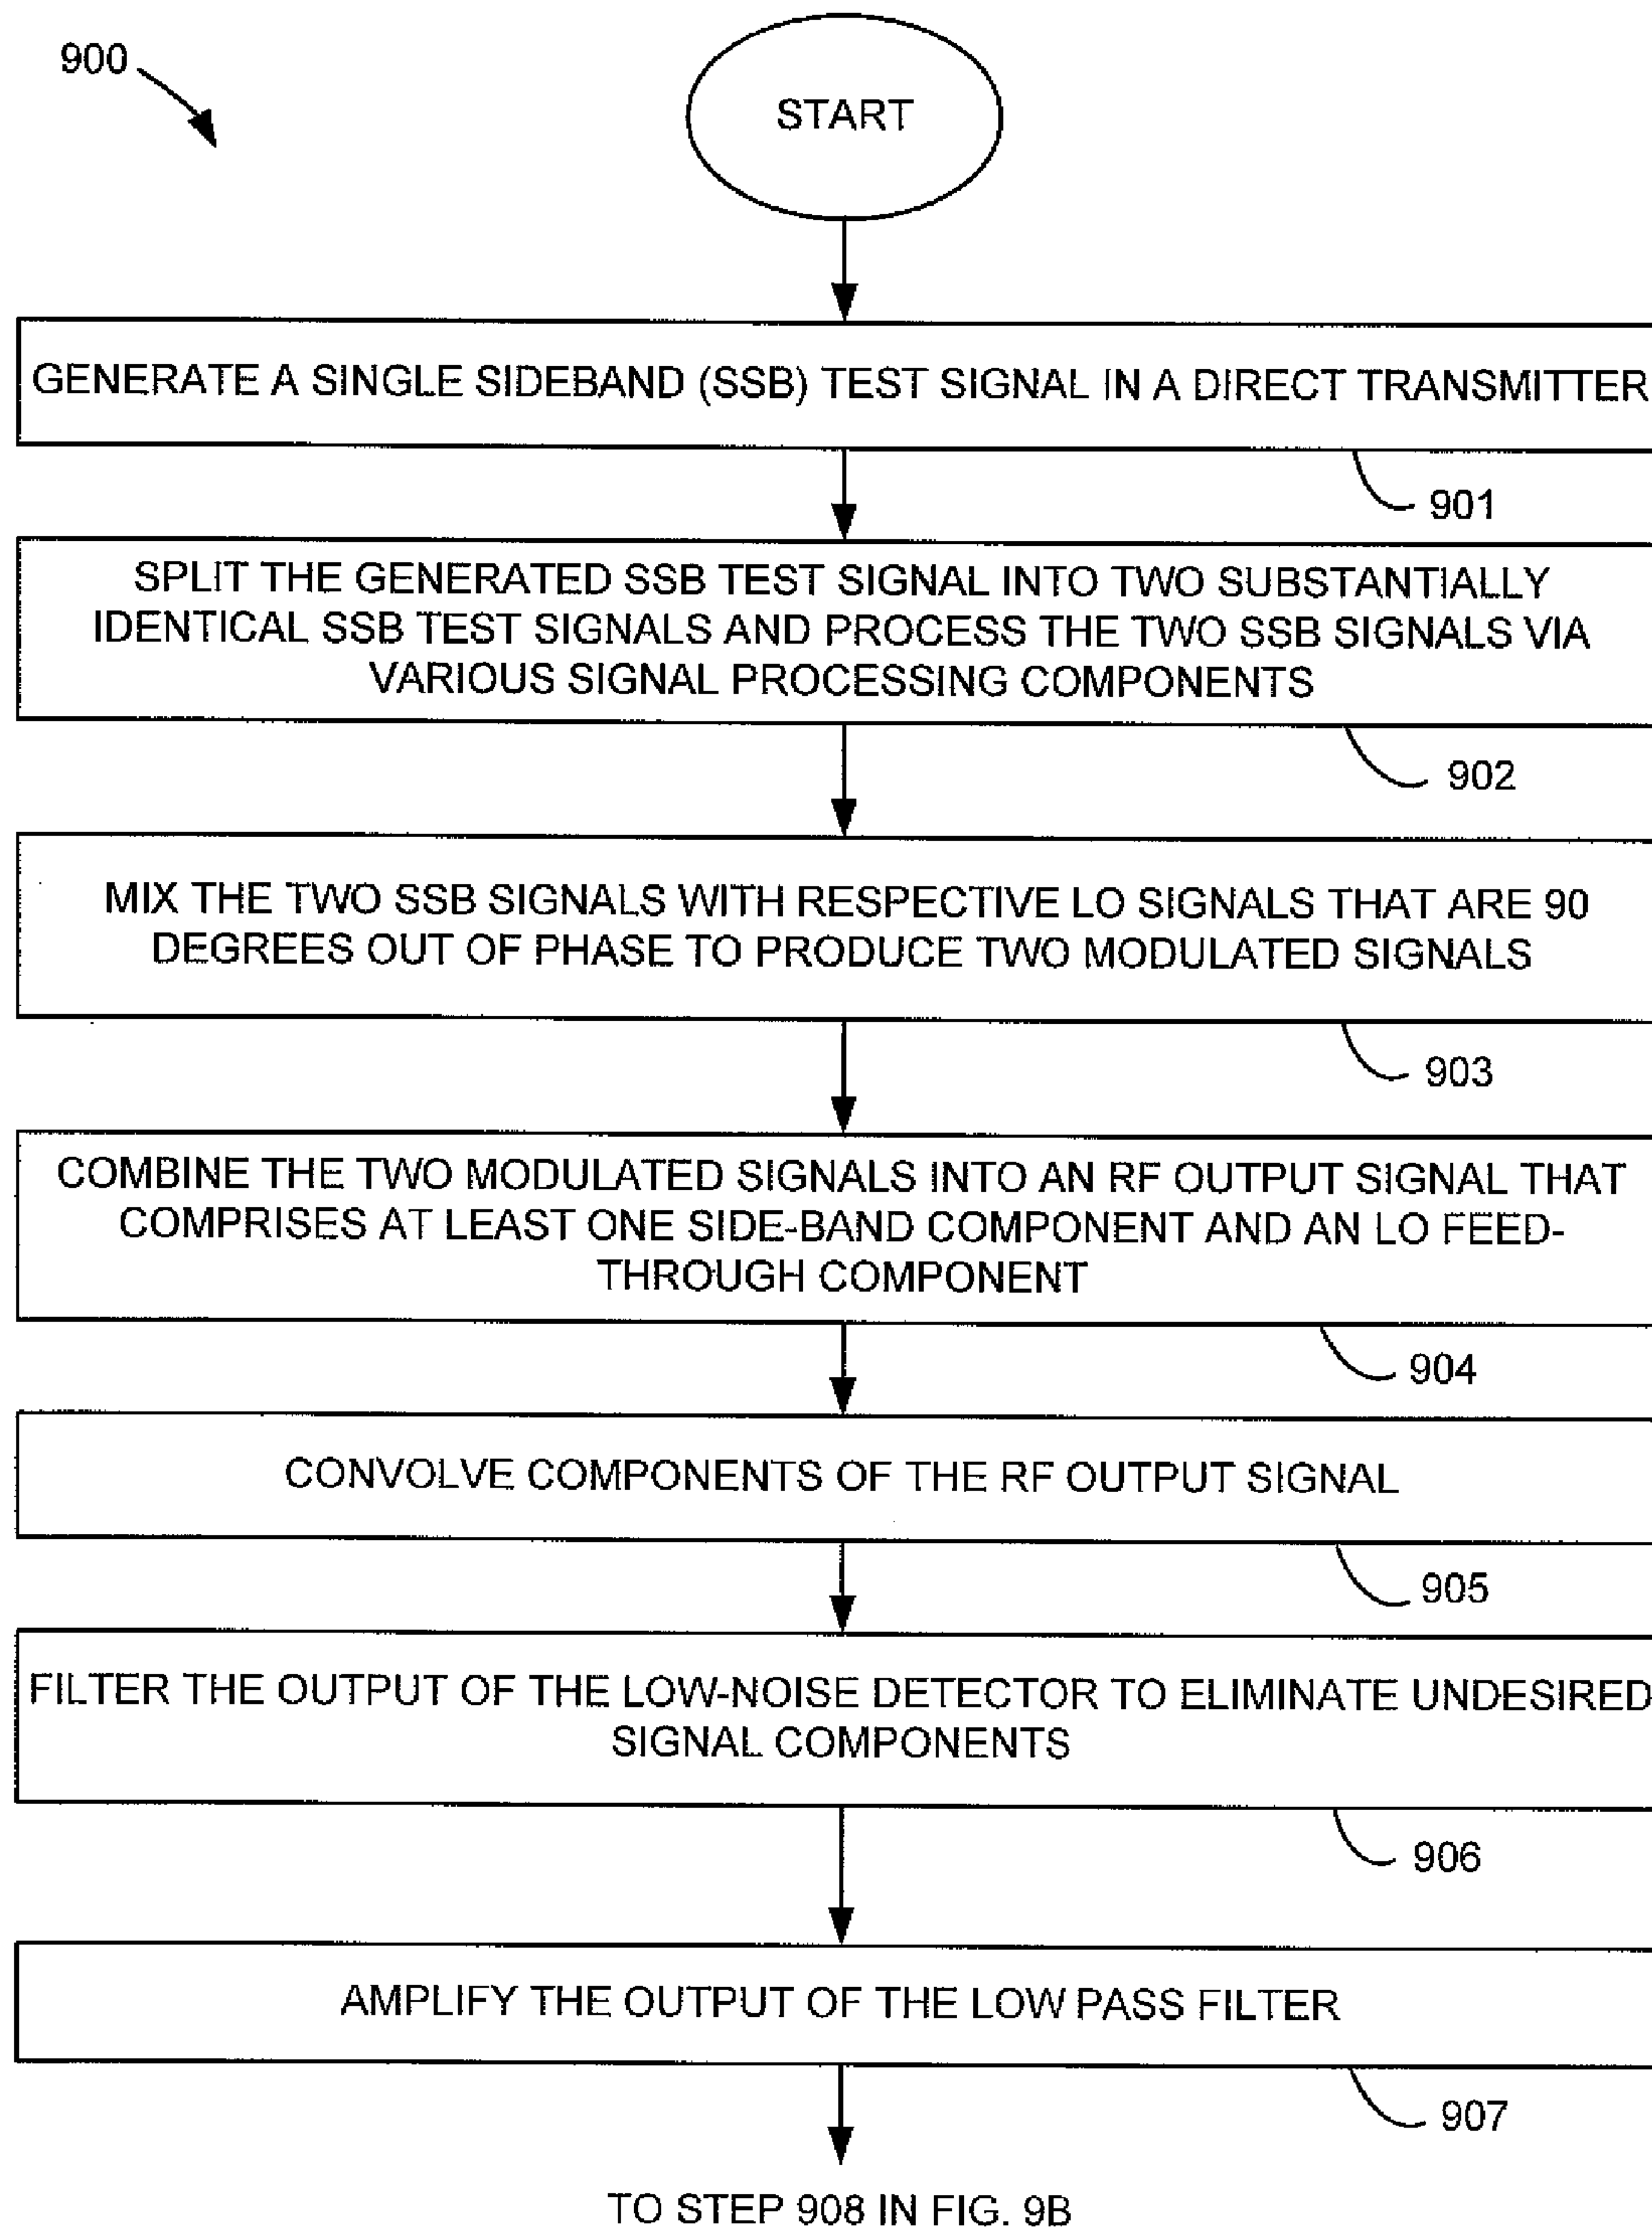 900
START
GENERATE A SINGLE SIDEBAND (SSB) TEST SIGNAL IN A DIRECT TRANSMITTER
901
SPLIT THE GENERATED SSB TEST SIGNAL INTO TWO SUBSTANTIALLY
IDENTICAL SSB TEST SIGNALS AND PROCESS THE TWO SSB SIGNALS VIA
VARIOUS SIGNAL PROCESSING COMPONENTS
902
MIX THE TWO SSB SIGNALS WITH RESPECTIVE LO SIGNALS THAT ARE 90
DEGREES OUT OF PHASE TO PRODUCE TWO MODULATED SIGNALS
903
COMBINE THE TWO MODULATED SIGNALS INTO AN RF OUTPUT SIGNAL THAT
COMPRISES AT LEAST ONE SIDE-BAND COMPONENT AND AN LO FEED-
THROUGH COMPONENT
904
CONVOLVE COMPONENTS OF THE RF OUTPUT SIGNAL
905
FILTER THE OUTPUT OF THE LOW-NOISE DETECTOR TO ELIMINATE UNDESIRED
SIGNAL COMPONENTS
906
AMPLIFY THE OUTPUT OF THE LOW PASS FILTER
907
TO STEP 908 IN FIG. 9B